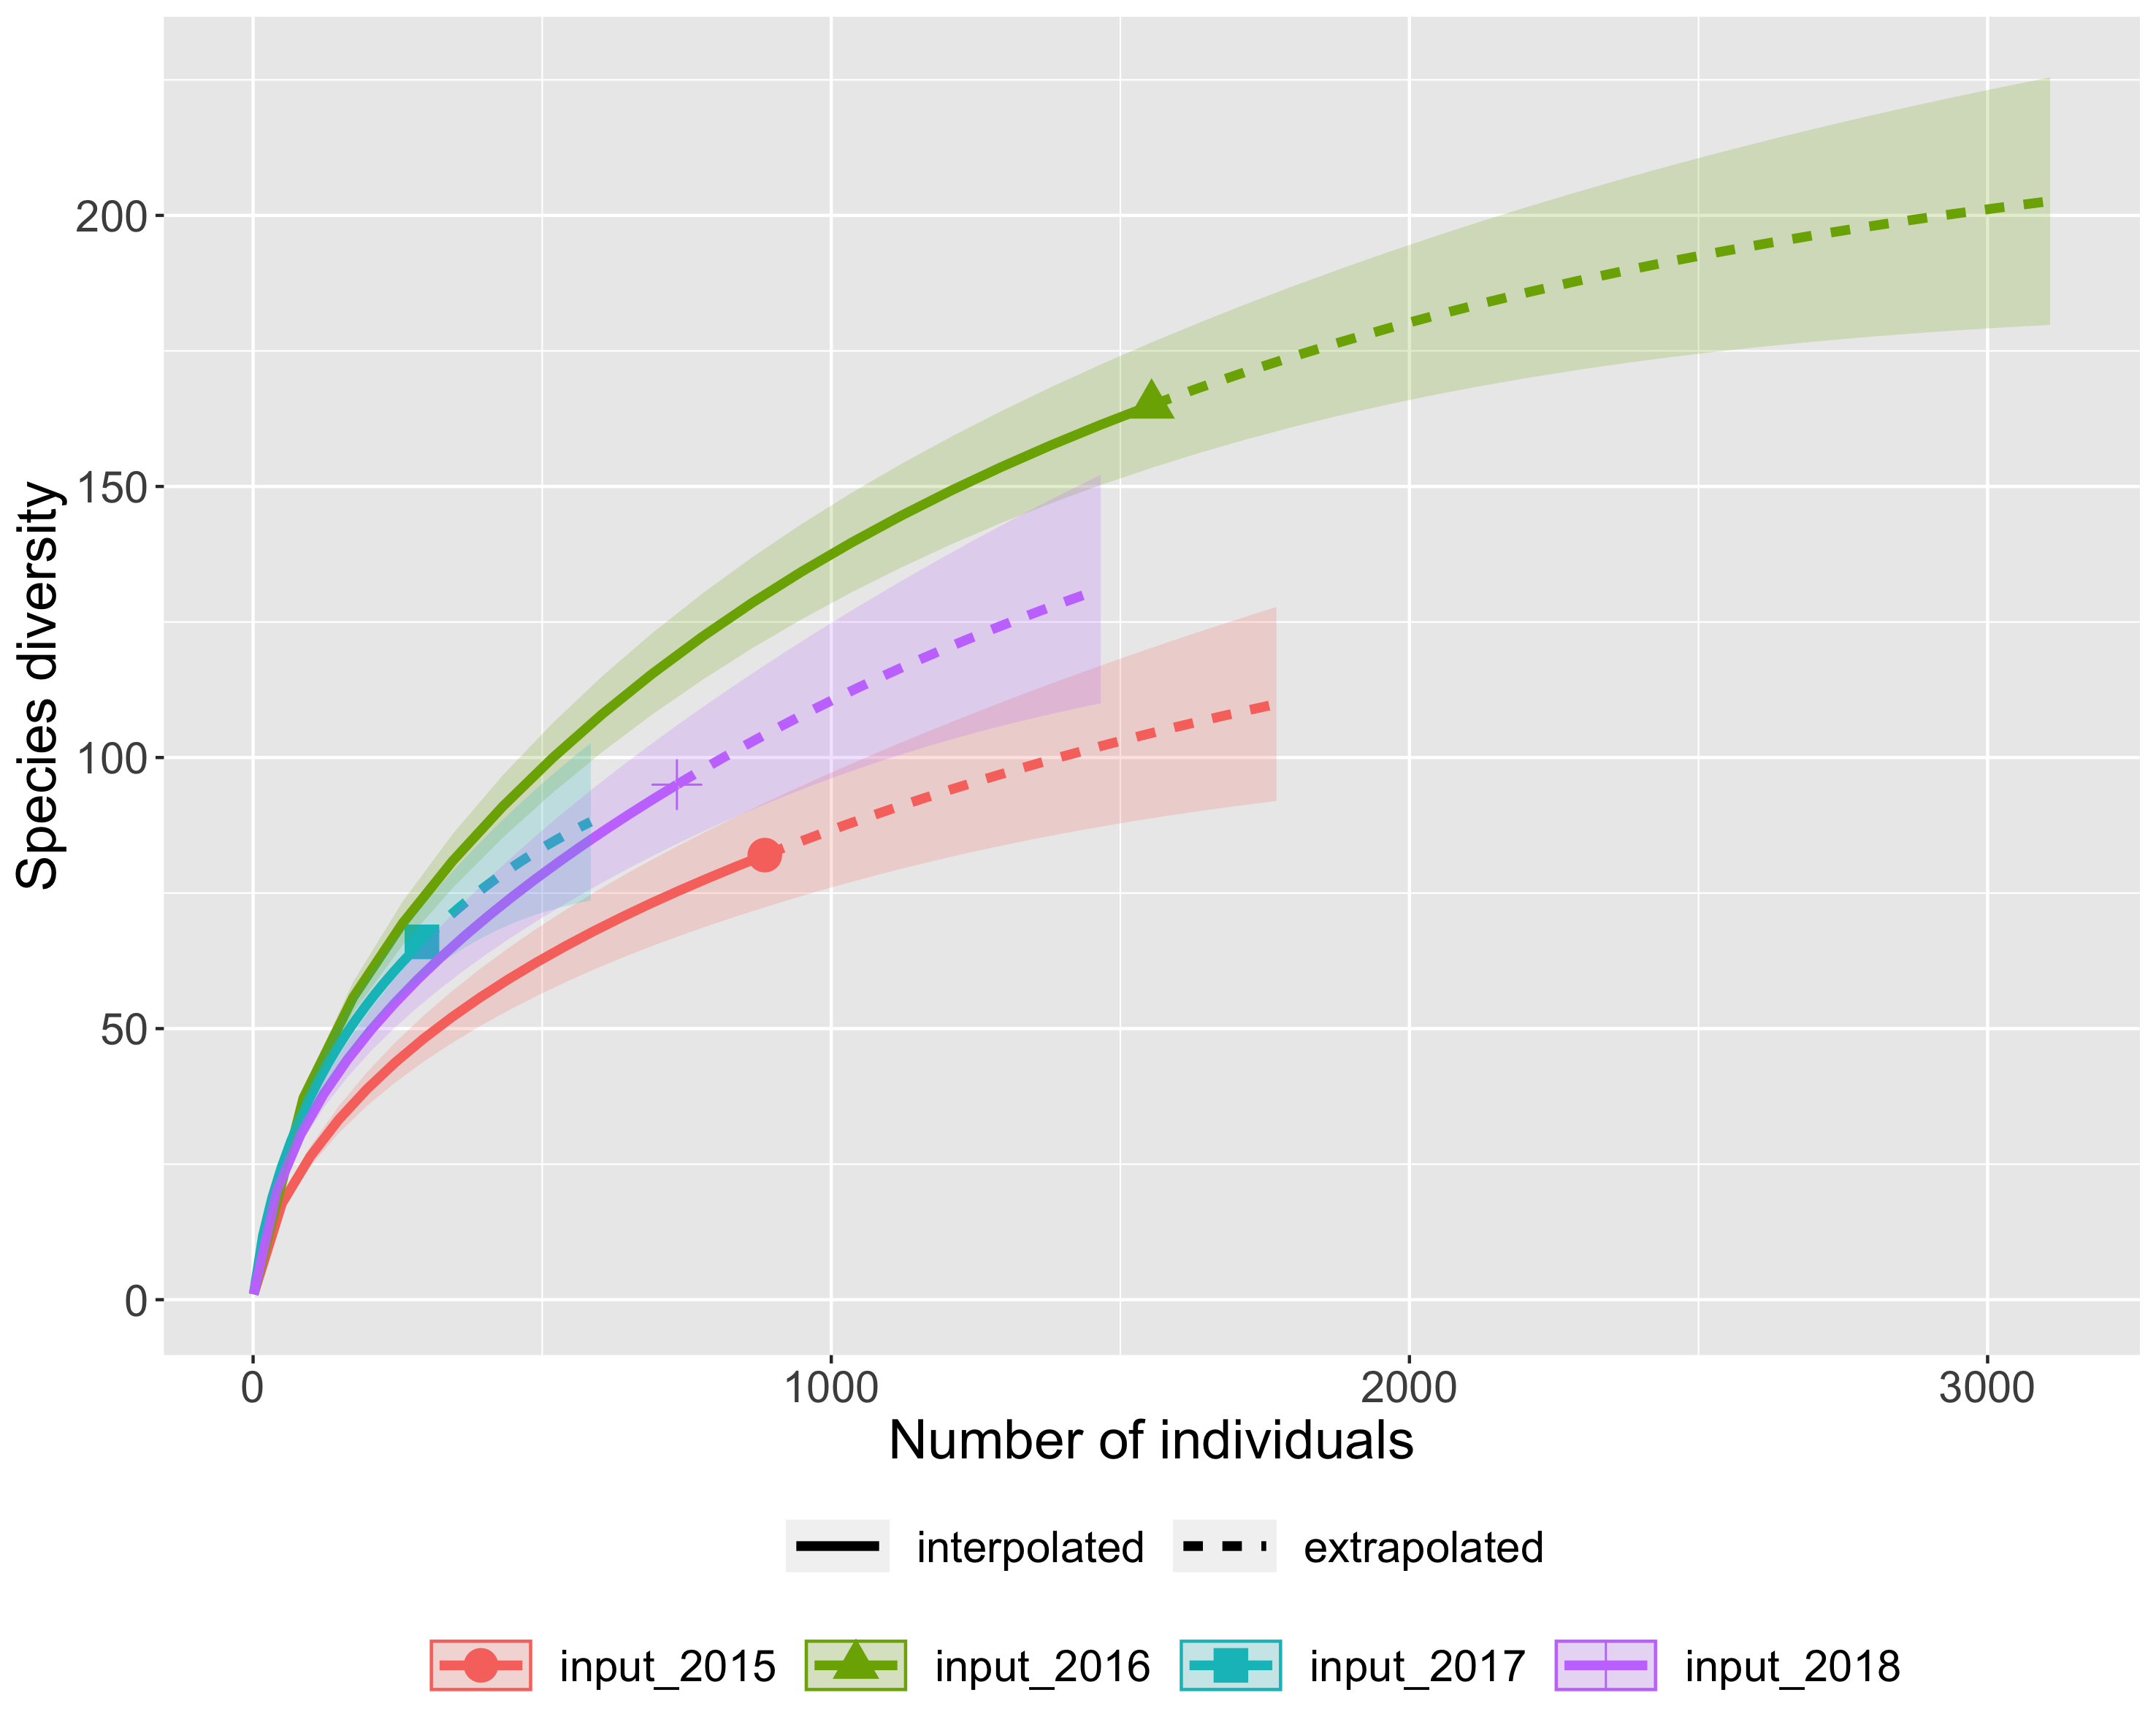 Species diversity
200
150
100
50
0
0 1000 2000 3000
Number of individuals
interpolated extrapolated
input_2015 input_2016 input_2017 input_2018